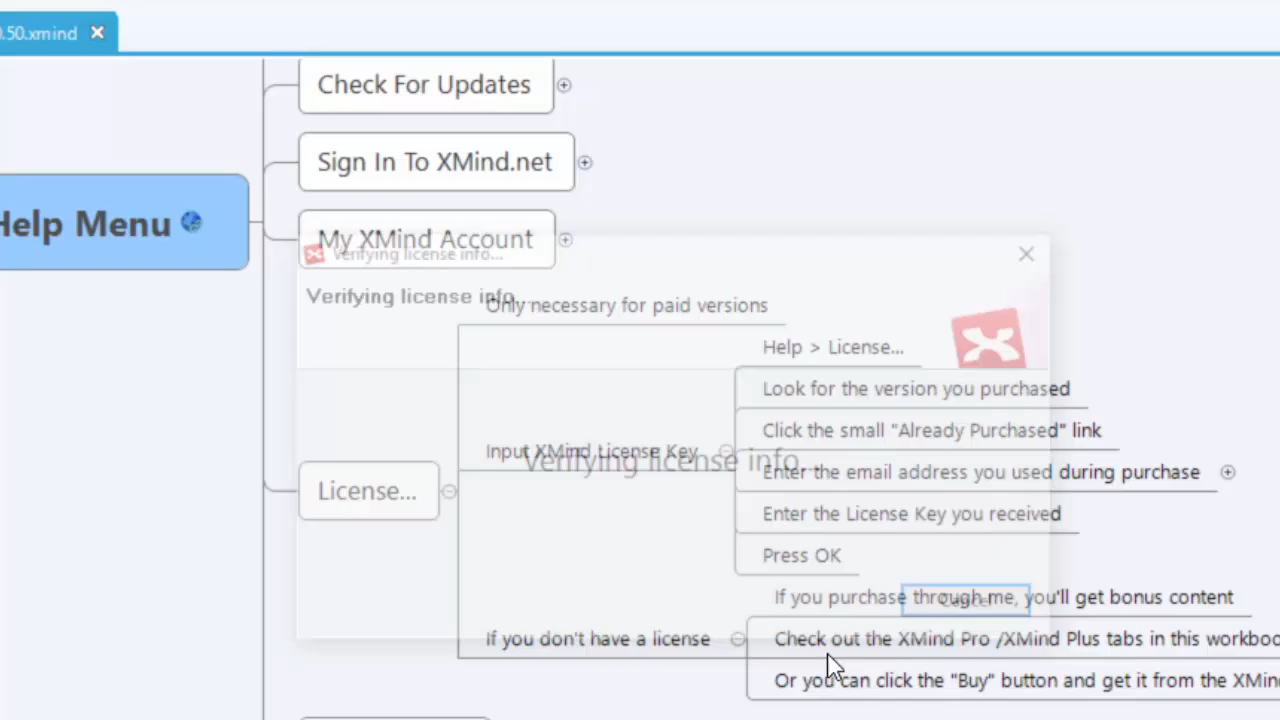 0.50.xmind
Check For Updates
Sign In To XMind.net
Help Menu
My XMind Account
Verifying license info...
Verifying license info...
Only necessary for paid versions
Help > License...
Look for the version you purchased
Click the small "Already Purchased" link
Input XMind License Key
Verifying license info...
Enter the email address you used during purchase
License...
Enter the License Key you received
Press OK
If you purchase through me, you'll get bonus content
Cancel
If you don't have a license
Check out the XMind Pro /XMind Plus tabs in this workboo
Or you can click the "Buy" button and get it from the XMin